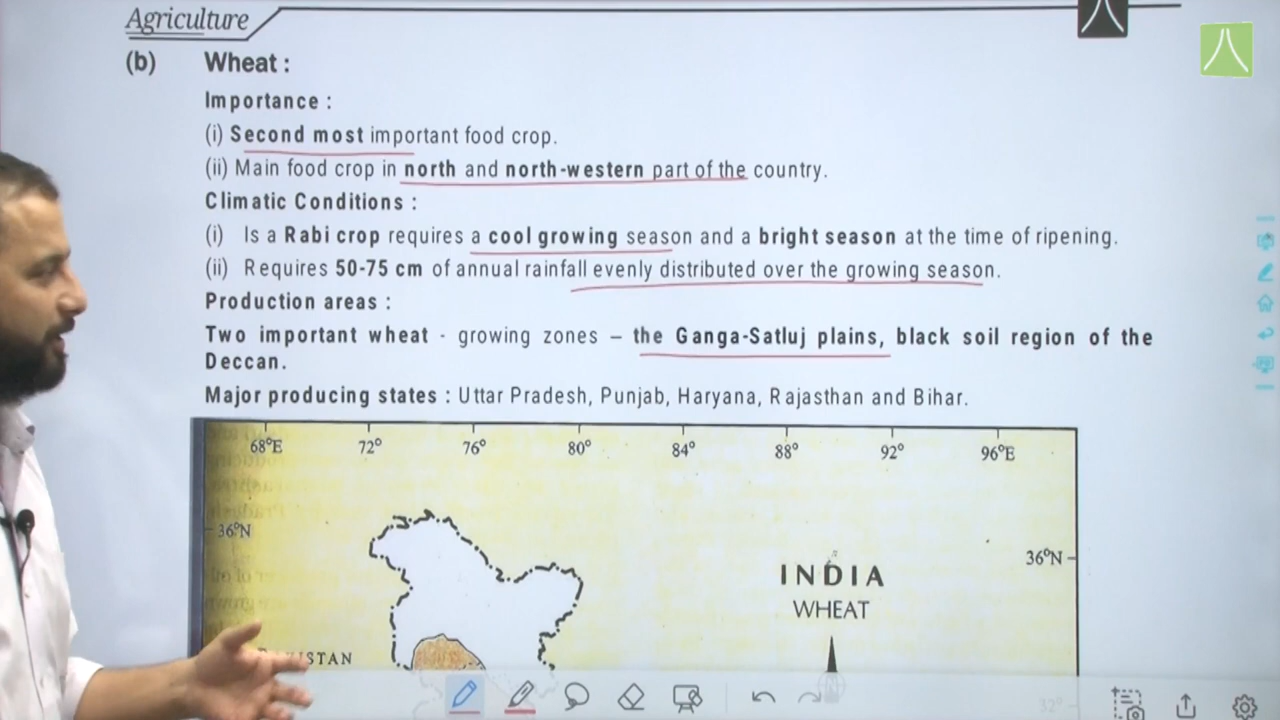 Agriculture
(b) Wheat :
Importance :
(i) Second most important food crop.
(ii) Main food crop in north and north-western part of the country.
Climatic Conditions :
(i) Is a Rabi crop requires a cool growing season and a bright season at the time of ripening.
(ii) Requires 50-75 cm of annual rainfall evenly distributed over the growing season.
Production areas :
Two important wheat - growing zones – the Ganga-Satluj plains, black soil region of the
Deccan.
Major producing states : Uttar Pradesh, Punjab, Haryana, Rajasthan and Bihar.
68°E 72° 76° 80° 84° 88° 92° 96°E
36°N
36°N
INDIA
WHEAT
32°